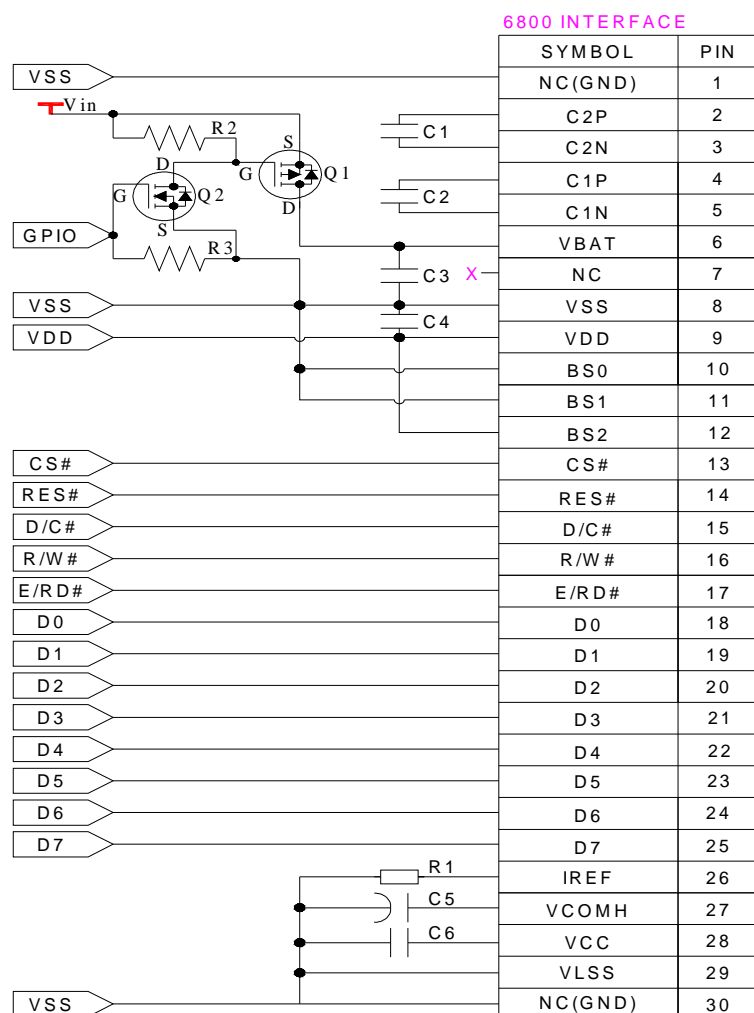 6800 INTERFACE
SYMBOL PIN
VSS NC(GND) 1
Vin
C2P 2
R2 C1
S C2N 3
D G Q1 C1P 4
G Q2 C2
D C1N 5
GPIO S VBAT 6
R3
C3 X NC 7
VSS VSS 8
C4
VDD VDD 9
BS0 10
BS1 11
BS2 12
CS# CS# 13
RES# RES# 14
D/C# D/C# 15
R/W# R/W# 16
E/RD# E/RD# 17
D0 D0 18
D1 D1 19
D2 D2 20
D3 D3 21
D4 D4 22
D5 D5 23
D6 D6 24
D7 D7 25
R1 IREF 26
C5 VCOMH 27
C6 VCC 28
VLSS 29
VSS NC(GND) 30